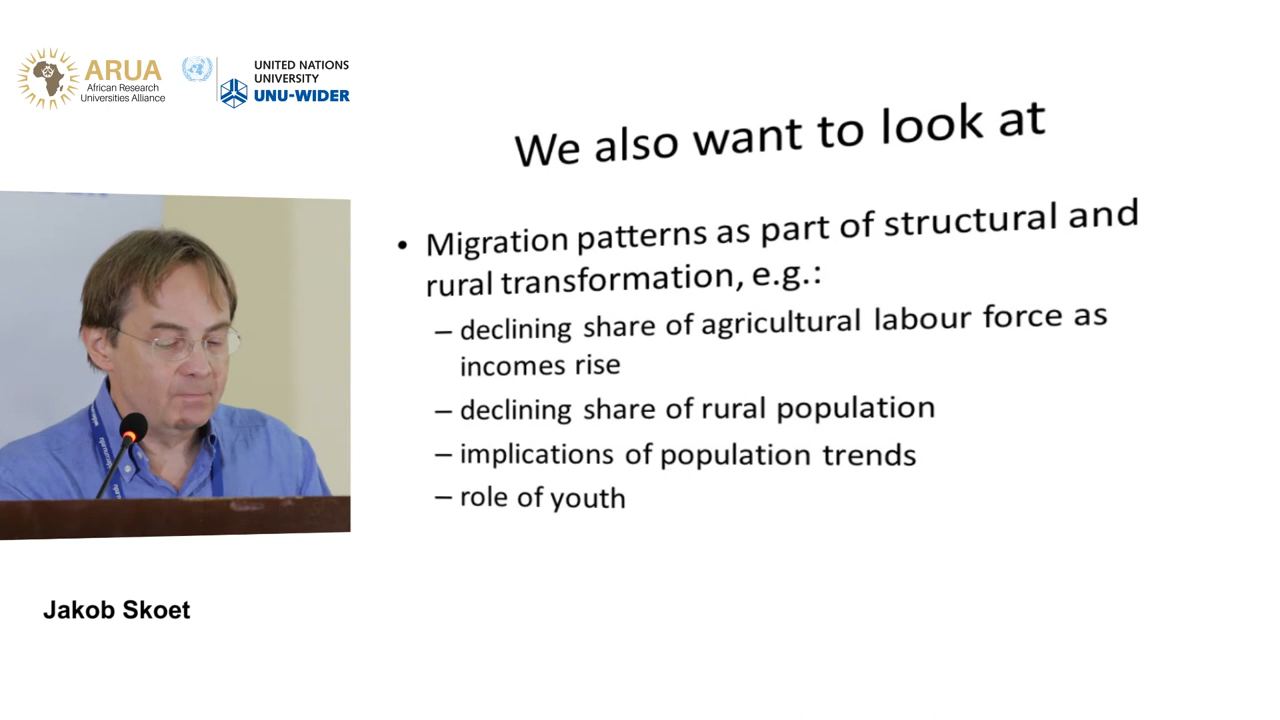 ARUA
African Research
Universities Alliance
UNITED NATIONS
UNIVERSITY
UNU-WIDER
We also want to look at
• Migration patterns as part of structural and
rural transformation, e.g.:
– declining share of agricultural labour force as
incomes rise
– declining share of rural population
– implications of population trends
– role of youth
Jakob Skoet